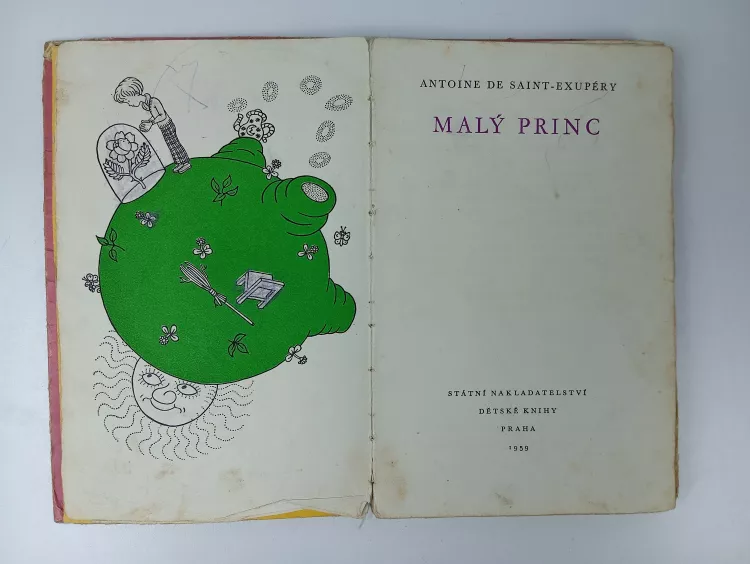 ANTOINE DE SAINT-EXUPÉRY
MALÝ PRINC
STÁTNÍ NAKLADATELSTVÍ
DĚTSKÉ KNIHY
PRAHA
1959